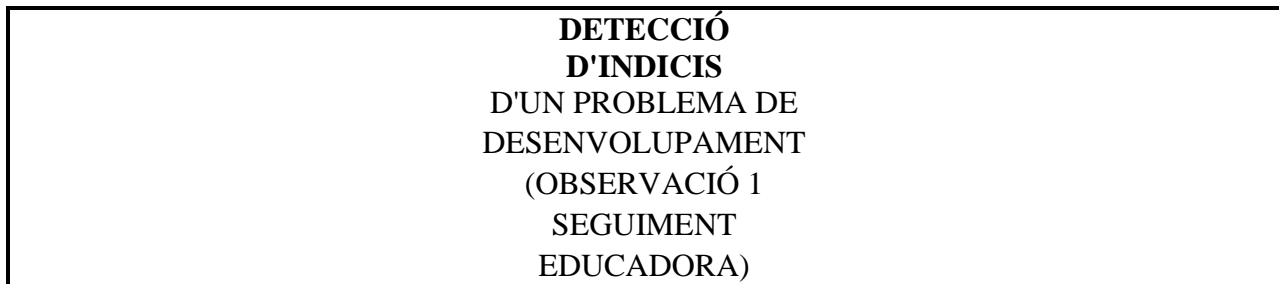 DETECCIÓ
D'INDICIS
D'UN PROBLEMA DE
DESENVOLUPAMENT
(OBSERVACIÓ 1
SEGUIMENT
EDUCADORA)